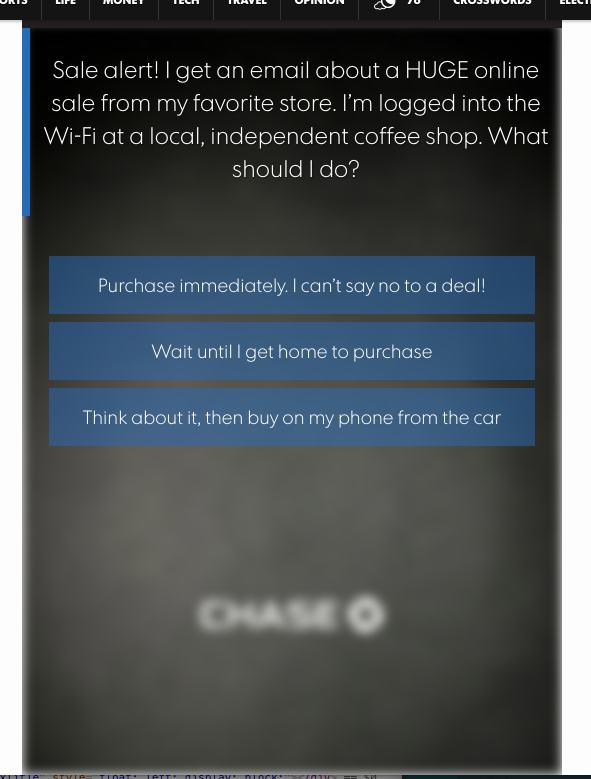 LIFE MONEY TECH TRAVEL OPINION CROSSWORDS
Sale alert! I get an email about a HUGE online
sale from my favorite store. I'm logged into the
Wi-Fi at a local, independent coffee shop. What
should I do?
Purchase immediately. I can't say no to a deal!
Wait until I get home to purchase
Think about it, then buy on my phone from the car
CHASE